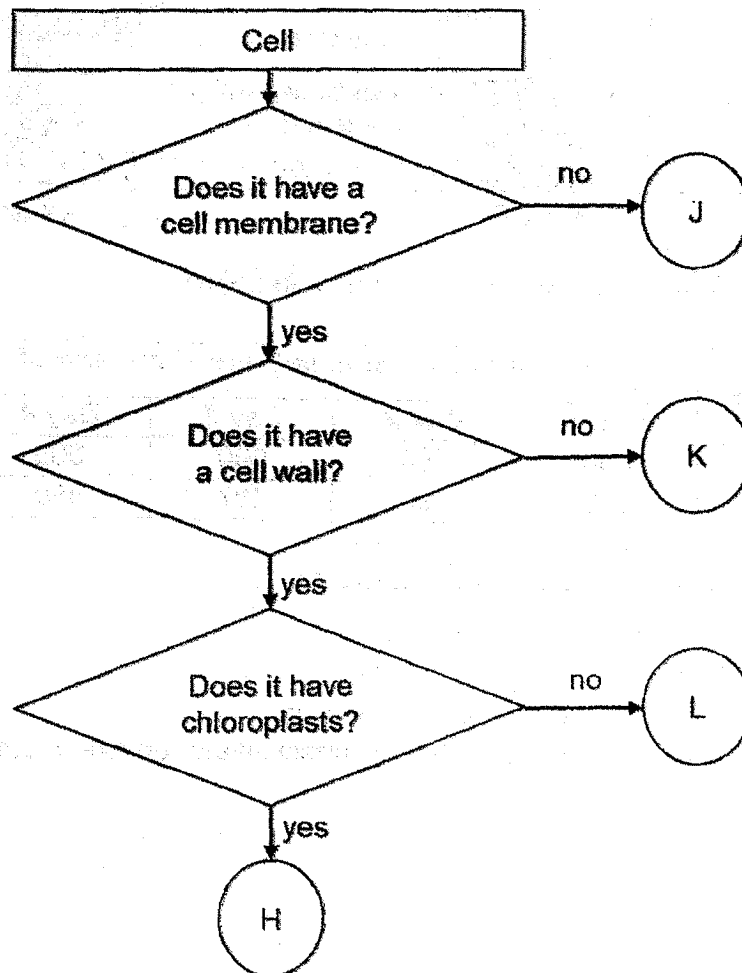 Cell
Does it have a
cell membrane?
no
J
yes
Does it have
a cell wall?
no
K
yes
Does it have
chloroplasts?
no
L
yes
H